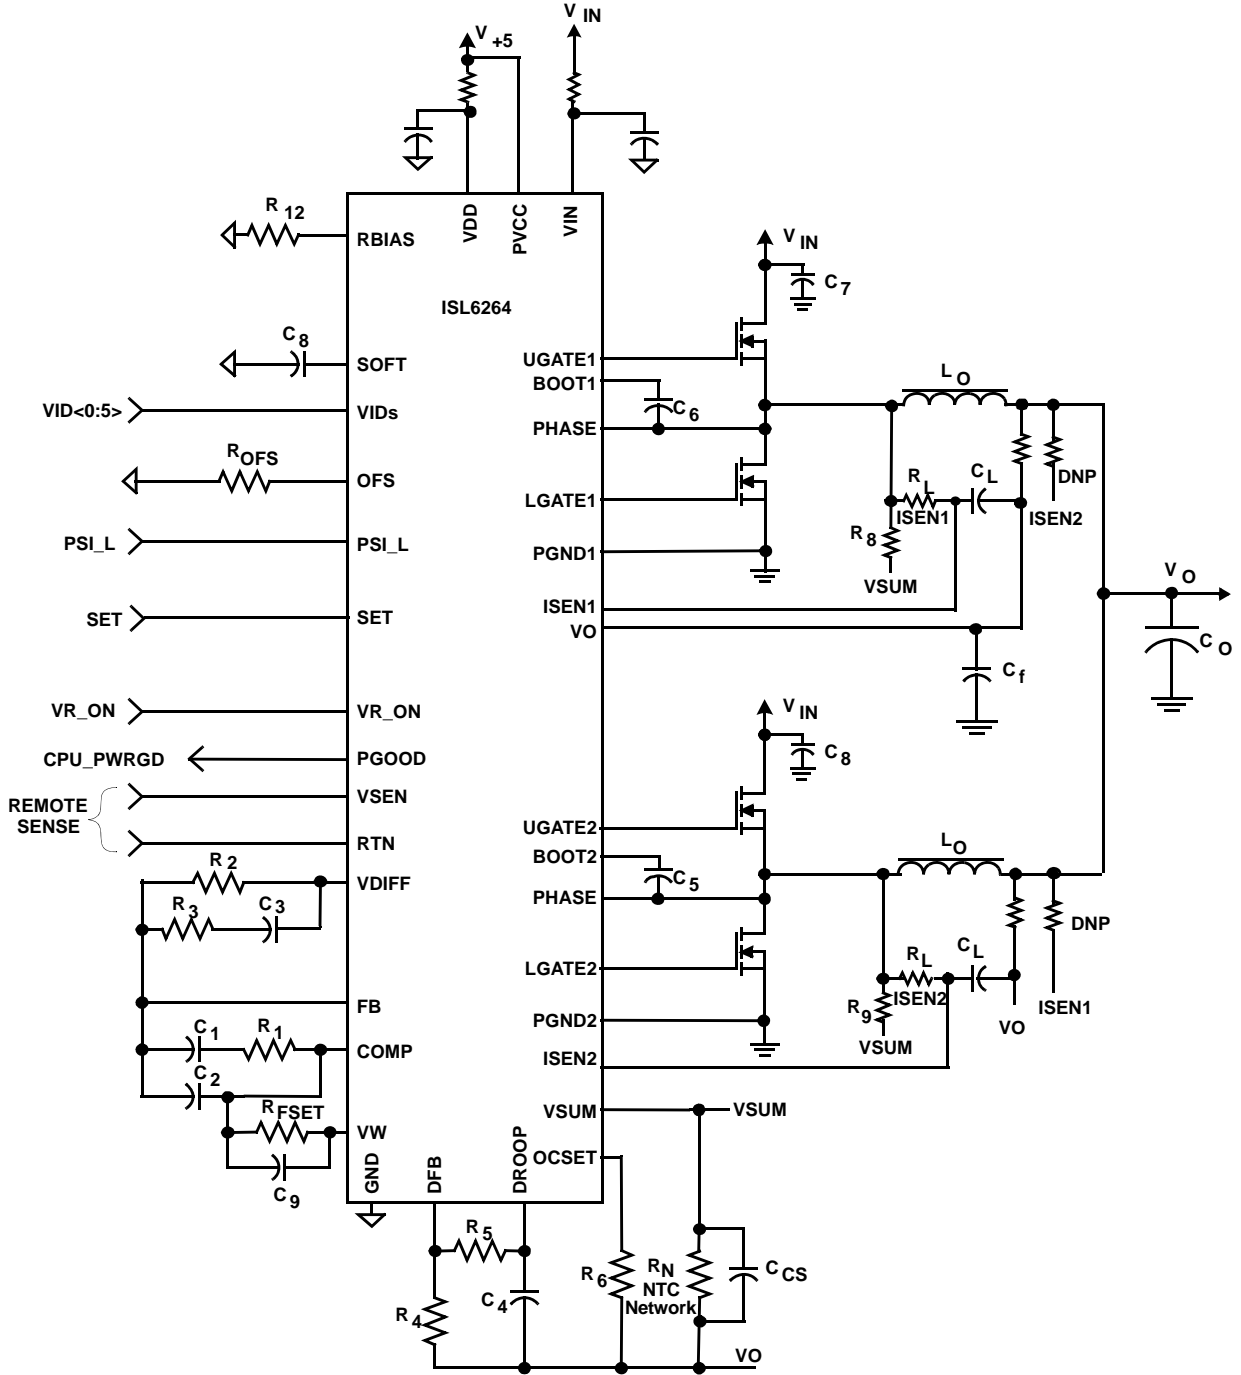 V +5
V IN
R 12
RBIAS
VDD
PVCC
VIN
ISL6264
V IN
C 7
C 8
SOFT
UGATE1
BOOT1
C 6
L O
VID<0:5>
VIDs
PHASE
R OFS
OFS
LGATE1
R L
C L
DNP
ISEN1
ISEN2
PSI_L
PSI_L
PGND1
R 8
VSUM
V O
SET
SET
ISEN1
VO
C O
C f
VR_ON
VR_ON
V IN
CPU_PWRGD
PGOOD
C 8
REMOTE
SENSE
VSEN
RTN
UGATE2
BOOT2
L O
R 2
VDIFF
C 5
PHASE
R 3
C 3
DNP
LGATE2
R L
C L
ISEN2
FB
R 9
VO
ISEN1
PGND2
VSUM
C 1
R 1
COMP
ISEN2
C 2
R FSET
VW
VSUM
VSUM
C 9
GND
DFB
DROOP
OCSET
R 5
R 6
R N
NTC
Network
C CS
R 4
C 4
VO